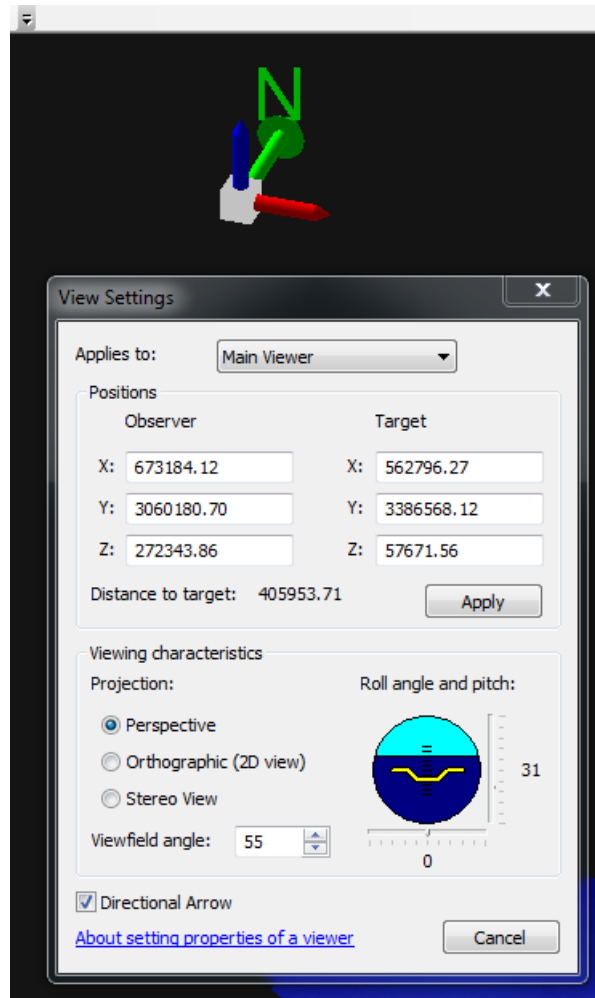 N
View Settings
x
Applies to: Main Viewer
Positions
Observer Target
X: 673184.12 X: 562796.27
Y: 3060180.70 Y: 3386568.12
Z: 272343.86 Z: 57671.56
Distance to target: 405953.71 Apply
Viewing characteristics
Projection: Roll angle and pitch:
Perspective
Orthographic (2D view)
31
Stereo View
Viewfield angle: 55
0
Directional Arrow
About setting properties of a viewer Cancel